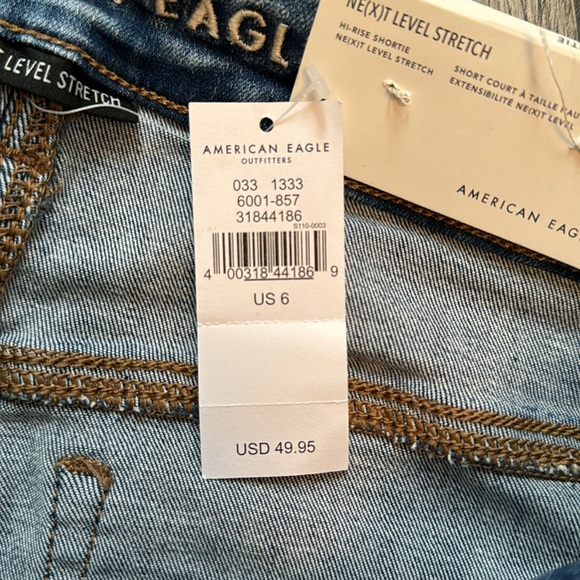 EAGL
T LEVEL STRETCH
TIE
NE(X)T LEVEL STRETCH
HI-RISE SHORTIE
NE(X)T LEVEL STRETCH
SHORT COURT À TAILLE HAU
EXTENSIBILITÉ NE(X)T LEVEL
AMERICAN EAGLE
AMERICAN EAGLE
OUTFITTERS
033 1333
6001-857
31844186
S110-0003
4 00318 44186 9
US 6
USD 49.95